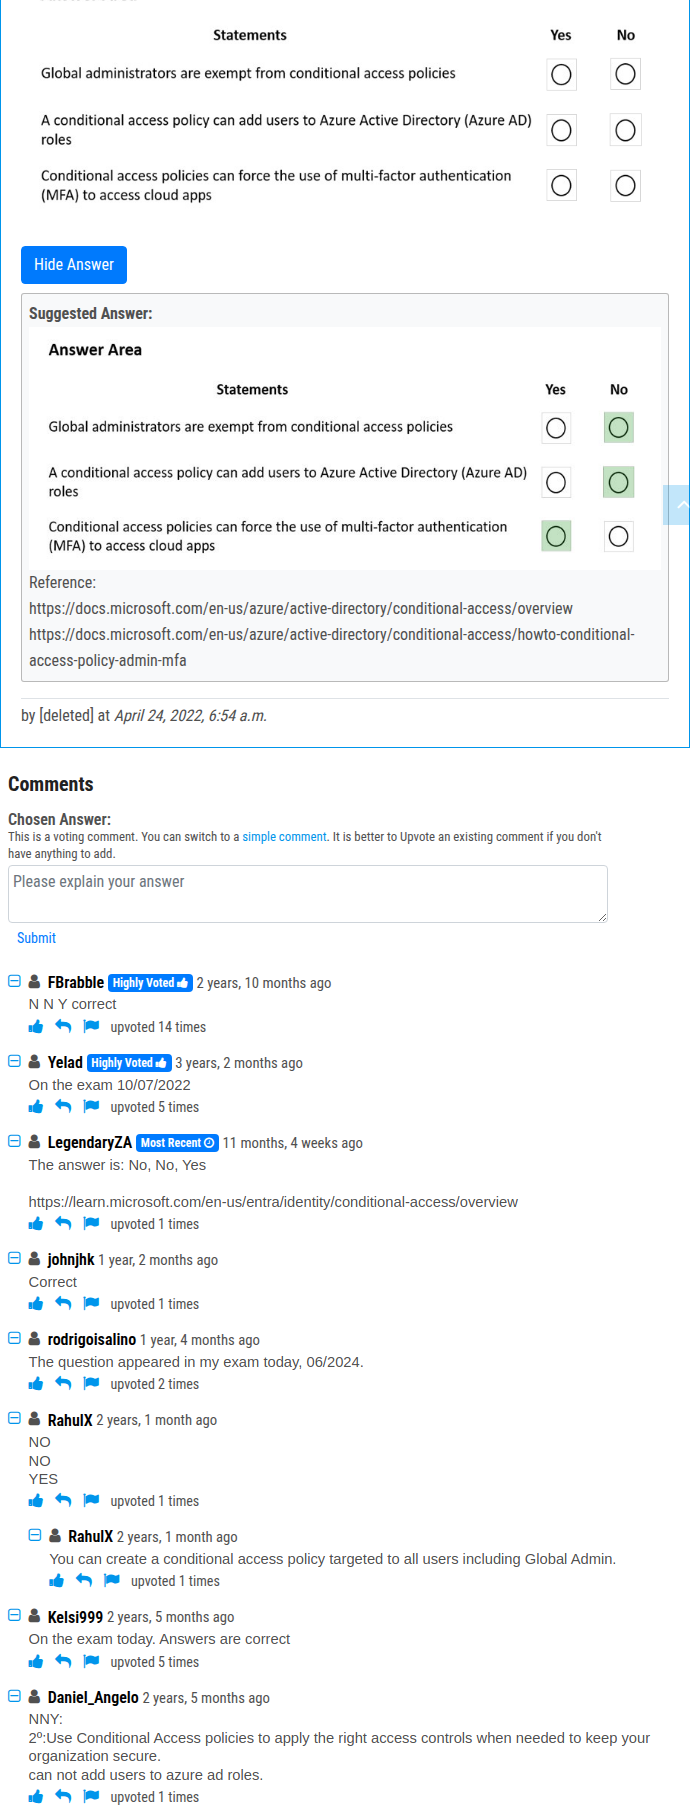 Statements Yes No
Global administrators are exempt from conditional access policies
A conditional access policy can add users to Azure Active Directory (Azure AD)
roles
Conditional access policies can force the use of multi-factor authentication
(MFA) to access cloud apps
Hide Answer
Suggested Answer:
Answer Area
Statements Yes No
Global administrators are exempt from conditional access policies
A conditional access policy can add users to Azure Active Directory (Azure AD)
roles
Conditional access policies can force the use of multi-factor authentication
(MFA) to access cloud apps
Reference:
https://docs.microsoft.com/en-us/azure/active-directory/conditional-access/overview
https://docs.microsoft.com/en-us/azure/active-directory/conditional-access/howto-conditional-
access-policy-admin-mfa
by [deleted] at April 24, 2022, 6:54 a.m.
Comments
Chosen Answer:
This is a voting comment. You can switch to a simple comment. It is better to Upvote an existing comment if you don't
have anything to add.
Please explain your answer
Submit
FBrabble Highly Voted 2 years, 10 months ago
N N Y correct
upvoted 14 times
Yelad Highly Voted 3 years, 2 months ago
On the exam 10/07/2022
upvoted 5 times
LegendaryZA Most Recent 11 months, 4 weeks ago
The answer is: No, No, Yes
https://learn.microsoft.com/en-us/entra/identity/conditional-access/overview
upvoted 1 times
johnjhk 1 year, 2 months ago
Correct
upvoted 1 times
rodrigoisalino 1 year, 4 months ago
The question appeared in my exam today, 06/2024.
upvoted 2 times
RahulX 2 years, 1 month ago
NO
NO
YES
upvoted 1 times
RahulX 2 years, 1 month ago
You can create a conditional access policy targeted to all users including Global Admin.
upvoted 1 times
Kelsi999 2 years, 5 months ago
On the exam today. Answers are correct
upvoted 5 times
Daniel_Angelo 2 years, 5 months ago
NNY:
2º:Use Conditional Access policies to apply the right access controls when needed to keep your
organization secure.
can not add users to azure ad roles.
upvoted 1 times